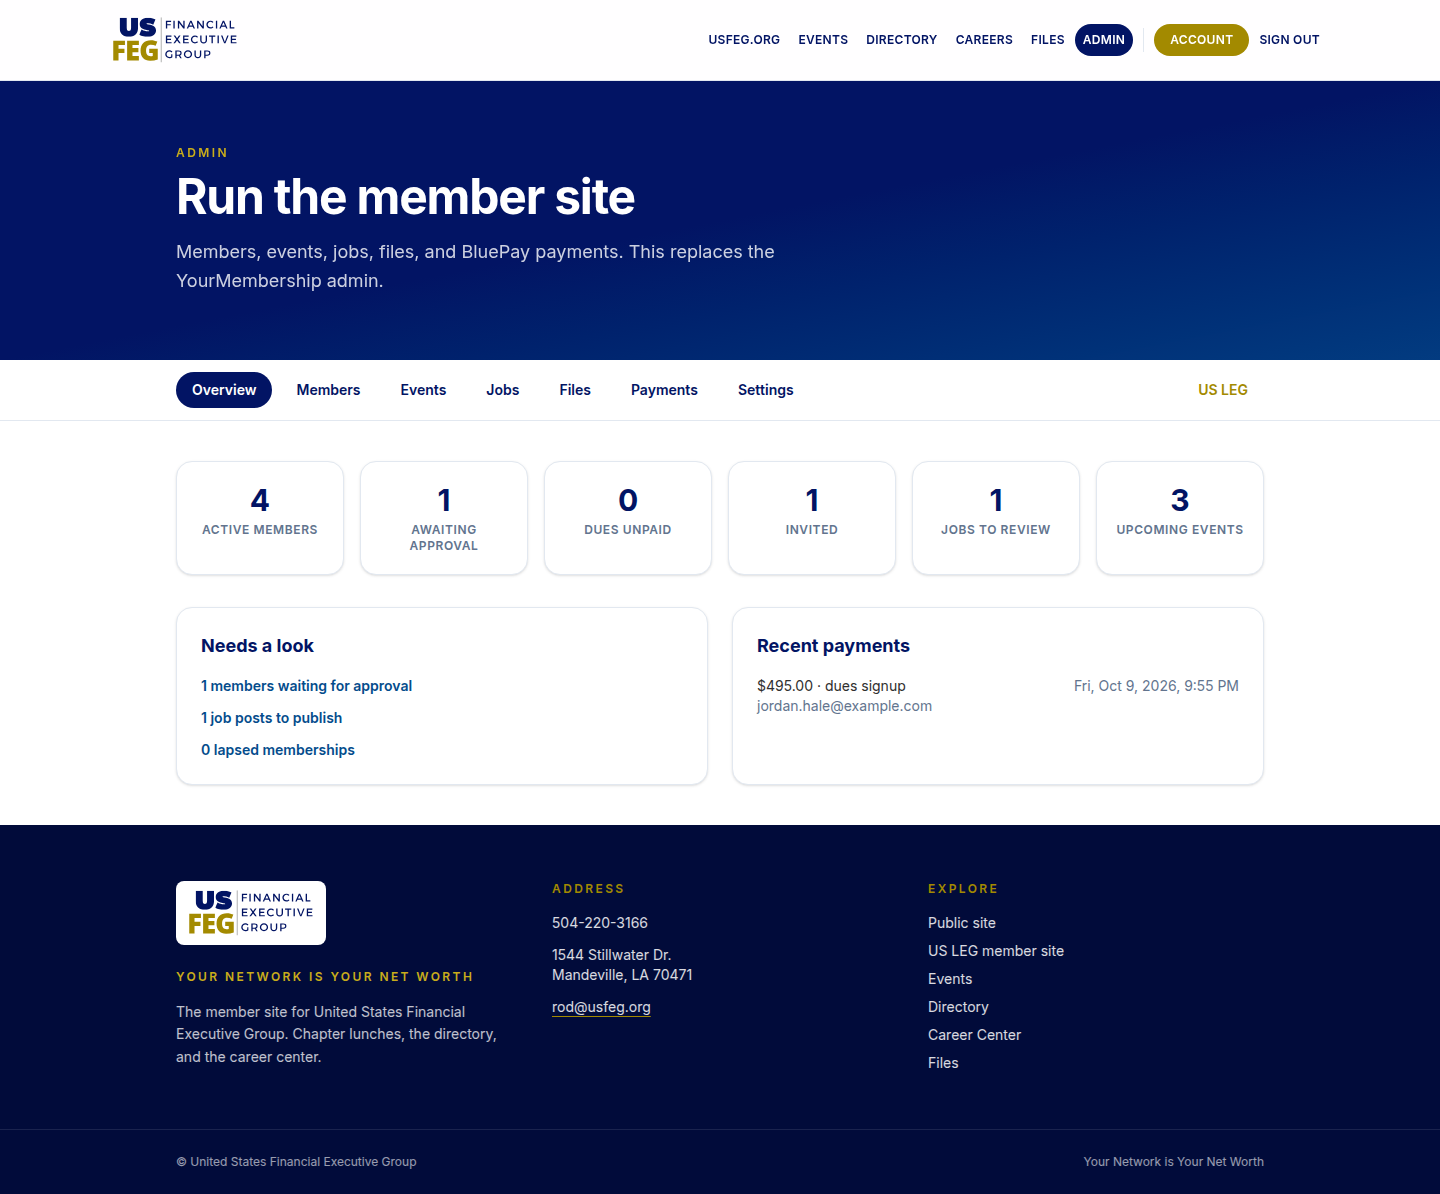 US FEG FINANCIAL EXECUTIVE GROUP
USFEG.ORG EVENTS DIRECTORY CAREERS FILES ADMIN ACCOUNT SIGN OUT
ADMIN
Run the member site
Members, events, jobs, files, and BluePay payments. This replaces the
YourMembership admin.
Overview Members Events Jobs Files Payments Settings US LEG
4
ACTIVE MEMBERS
1
AWAITING
APPROVAL
0
DUES UNPAID
1
INVITED
1
JOBS TO REVIEW
3
UPCOMING EVENTS
Needs a look
1 members waiting for approval
1 job posts to publish
0 lapsed memberships
Recent payments
$495.00 · dues signup Fri, Oct 9, 2026, 9:55 PM
jordan.hale@example.com
US FEG FINANCIAL EXECUTIVE GROUP
YOUR NETWORK IS YOUR NET WORTH
The member site for United States Financial
Executive Group. Chapter lunches, the directory,
and the career center.
ADDRESS
504-220-3166
1544 Stillwater Dr.
Mandeville, LA 70471
rod@usfeg.org
EXPLORE
Public site
US LEG member site
Events
Directory
Career Center
Files
© United States Financial Executive Group
Your Network is Your Net Worth